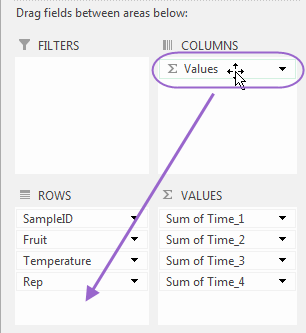 Drag fields between areas below:
FILTERS
COLUMNS
Σ Values
ROWS
Σ VALUES
SampleID
Sum of Time_1
Fruit
Sum of Time_2
Temperature
Sum of Time_3
Rep
Sum of Time_4